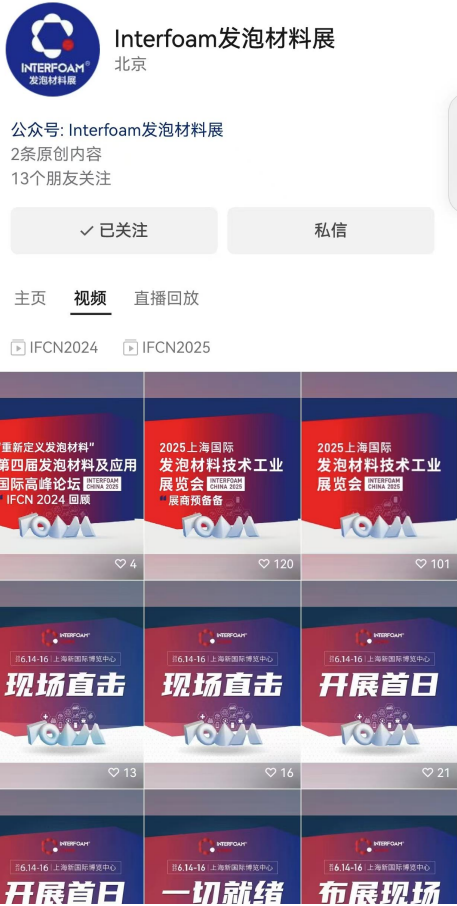 INTERFOAM®
发泡材料展
Interfoam发泡材料展
北京
公众号: Interfoam发泡材料展
2条原创内容
13个朋友关注
已关注
私信
主页
视频
直播回放
IFCN2024
IFCN2025
“重新定义发泡材料”
第四届发泡材料及应用
国际高峰论坛
INTERFOAM
CHINA 2025
IFCN 2024 回顾
4
2025上海国际
发泡材料技术工业
展览会
INTERFOAM
CHINA 2025
展商预备备
120
2025上海国际
发泡材料技术工业
展览会
INTERFOAM
CHINA 2025
101
INTERFOAM
6.14-16 | 上海新国际博览中心
现场直击
13
INTERFOAM
6.14-16 | 上海新国际博览中心
现场直击
16
INTERFOAM
6.14-16 | 上海新国际博览中心
开展首日
21
INTERFOAM
6.14-16 | 上海新国际博览中心
开展首日
INTERFOAM
6.14-16 | 上海新国际博览中心
一切就绪
INTERFOAM
6.14-16 | 上海新国际博览中心
布展现场